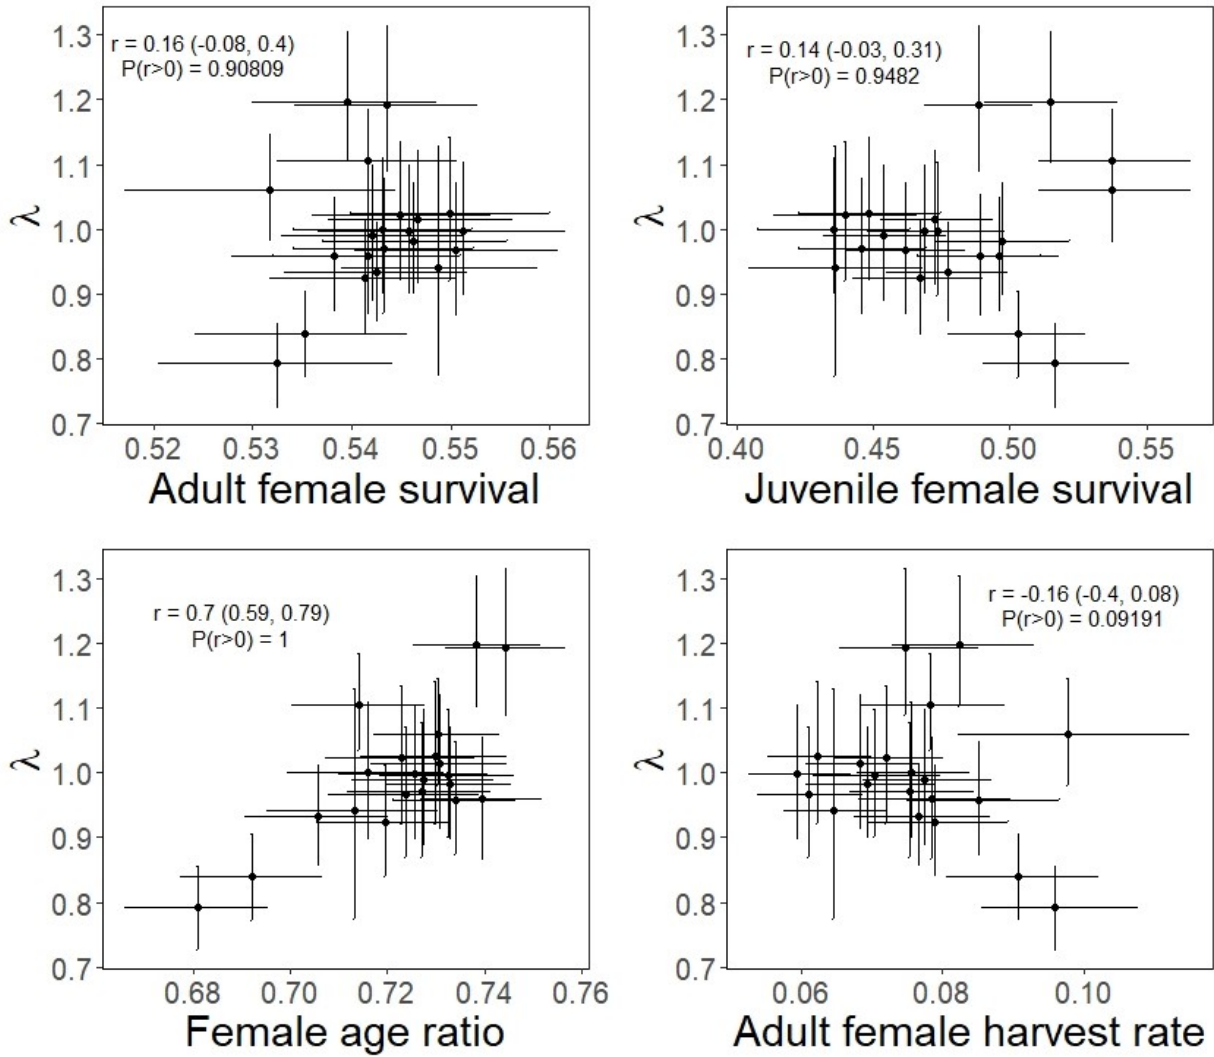 r = 0.16 (-0.08, 0.4)
P(r>0) = 0.90809
1.3
1.2
1.1
1.0
0.9
0.8
0.7
λ
0.52 0.53 0.54 0.55 0.56
Adult female survival
r = 0.14 (-0.03, 0.31)
P(r>0) = 0.9482
1.3
1.2
1.1
1.0
0.9
0.8
0.7
λ
0.40 0.45 0.50 0.55
Juvenile female survival
r = 0.7 (0.59, 0.79)
P(r>0) = 1
1.3
1.2
1.1
1.0
0.9
0.8
0.7
λ
0.68 0.70 0.72 0.74 0.76
Female age ratio
r = -0.16 (-0.4, 0.08)
P(r>0) = 0.09191
1.3
1.2
1.1
1.0
0.9
0.8
0.7
λ
0.06 0.08 0.10
Adult female harvest rate